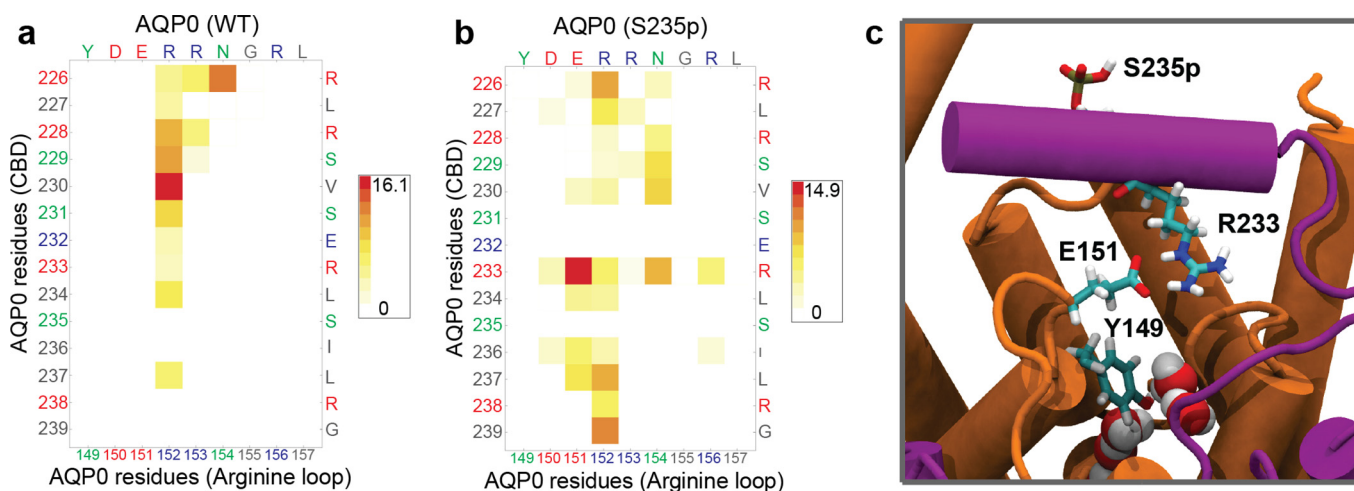 a
AQP0 (WT)
Y D E R R N G R L
AQP0 residues (CBD)
226 R
227 L
228 R
229 S
230 V
231 S
232 E
233 R
234 L
235 S
236 I
237 L
238 R
239 G
149 150 151 152 153 154 155 156 157
AQP0 residues (Arginine loop)
16.1
0
b
AQP0 (S235p)
Y D E R R N G R L
AQP0 residues (CBD)
226 R
227 L
228 R
229 S
230 V
231 S
232 E
233 R
234 L
235 S
236 I
237 L
238 R
239 G
149 150 151 152 153 154 155 156 157
AQP0 residues (Arginine loop)
14.9
0
c
S235p
R233
E151
Y149